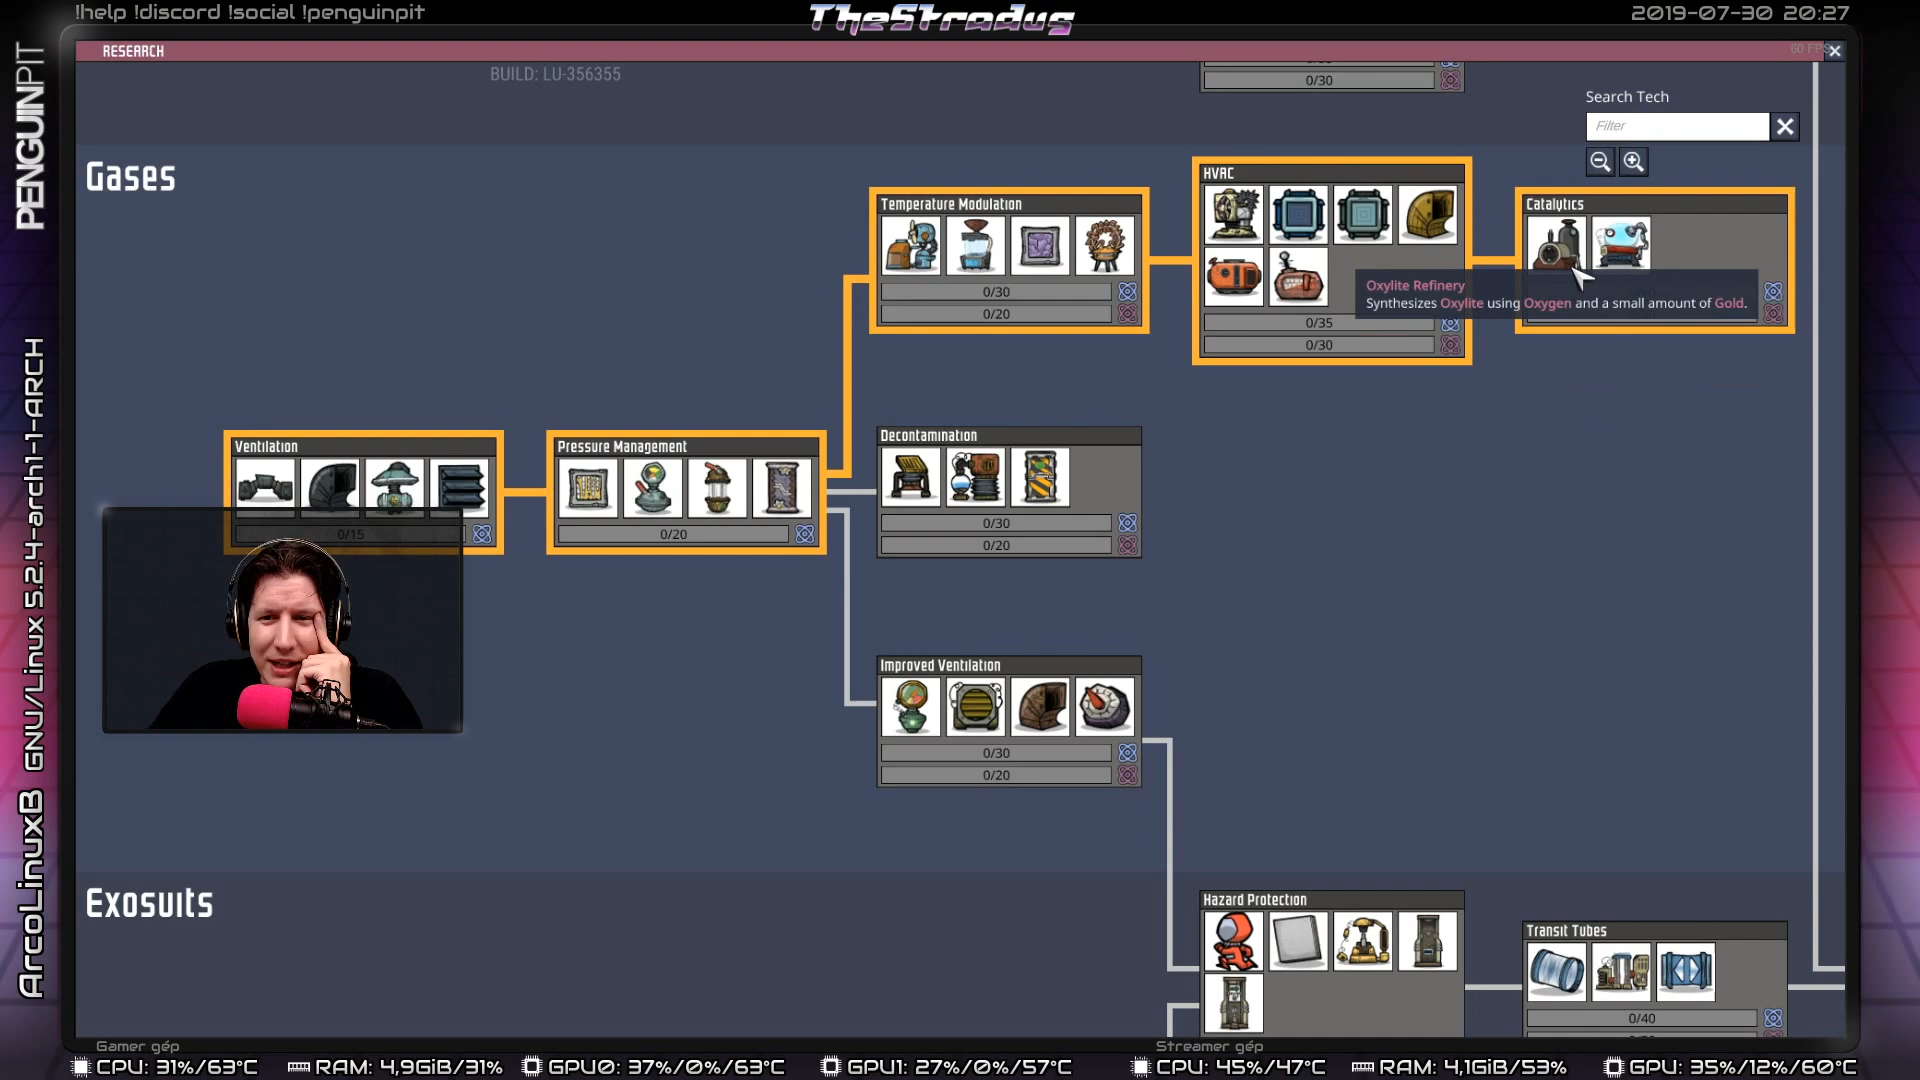 !help !discord !social !penguinpit
TheStradus
2019-07-30 20:27
PENGUINPIT
ArcoLinuxB GNU/Linux 5.2.4-arch1-1-ARCH
RESEARCH
60 FPS
BUILD: LU-356355
0/30
Search Tech
Filter
Gases
Temperature Modulation
0/30
0/20
HVAC
0/35
0/30
Catalytics
Oxylite Refinery
Synthesizes Oxylite using Oxygen and a small amount of Gold.
Ventilation
0/15
Pressure Management
0/20
Decontamination
0/30
0/20
Improved Ventilation
0/30
0/20
Exosuits
Hazard Protection
Transit Tubes
0/40
Gamer gép
CPU: 31%/63°C RAM: 4,9GiB/31% GPU0: 37%/0%/63°C GPU1: 27%/0%/57°C
Streamer gép
CPU: 45%/47°C RAM: 4,1GiB/53% GPU: 35%/12%/60°C